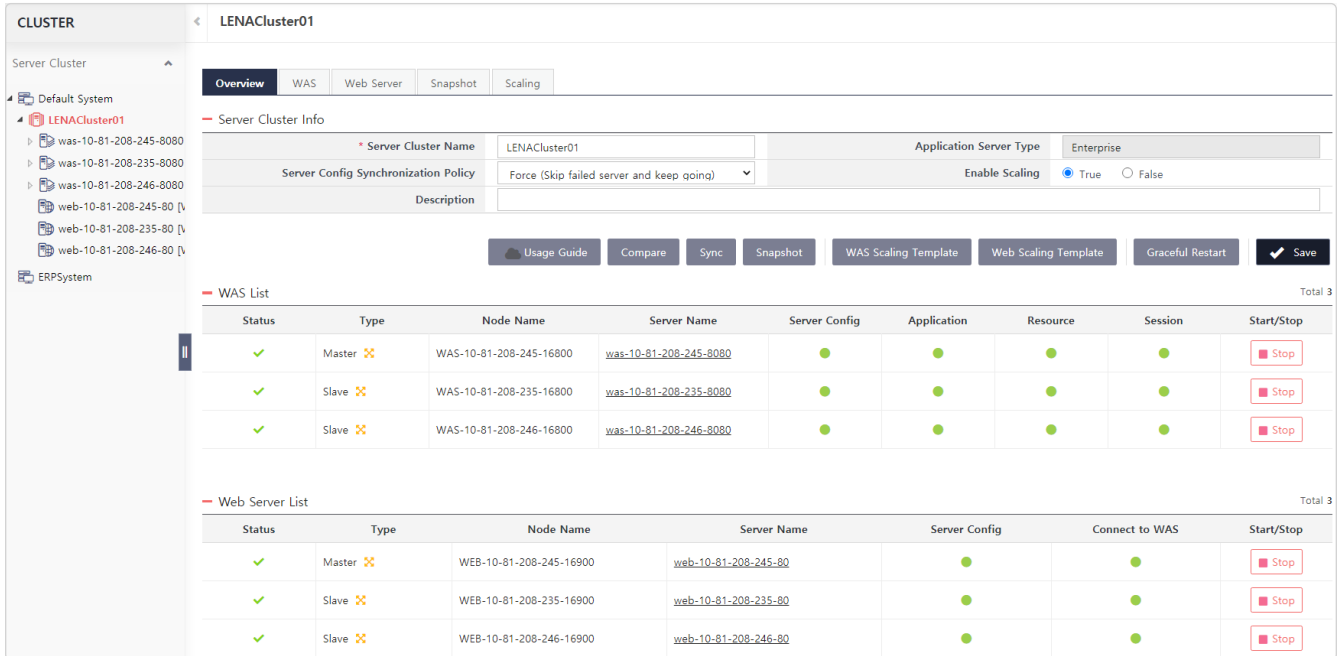 CLUSTER
LENACluster01
Server Cluster
Default System
LENACluster01
was-10-81-208-245-8080
was-10-81-208-235-8080
was-10-81-208-246-8080
web-10-81-208-245-80 [
web-10-81-208-235-80 [
web-10-81-208-246-80 [
ERPSystem
Overview WAS Web Server Snapshot Scaling
Server Cluster Info
* Server Cluster Name LENACluster01 Application Server Type Enterprise
Server Config Synchronization Policy Force (Skip failed server and keep going) Enable Scaling True False
Description
Usage Guide Compare Sync Snapshot WAS Scaling Template Web Scaling Template Graceful Restart Save
WAS List Total 3
Status Type Node Name Server Name Server Config Application Resource Session Start/Stop
Master WAS-10-81-208-245-16800 was-10-81-208-245-8080 Stop
Slave WAS-10-81-208-235-16800 was-10-81-208-235-8080 Stop
Slave WAS-10-81-208-246-16800 was-10-81-208-246-8080 Stop
Web Server List Total 3
Status Type Node Name Server Name Server Config Connect to WAS Start/Stop
Master WEB-10-81-208-245-16900 web-10-81-208-245-80 Stop
Slave WEB-10-81-208-235-16900 web-10-81-208-235-80 Stop
Slave WEB-10-81-208-246-16900 web-10-81-208-246-80 Stop